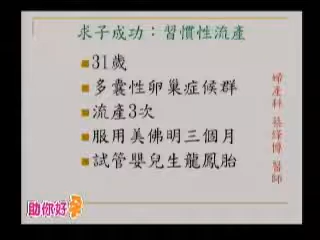 求子成功：習慣性流產
31歲
多囊性卵巢症候群
流產3次
服用美佛明三個月
試管嬰兒生龍鳳胎
婦產科 蔡鋒博 醫師
助你好孕